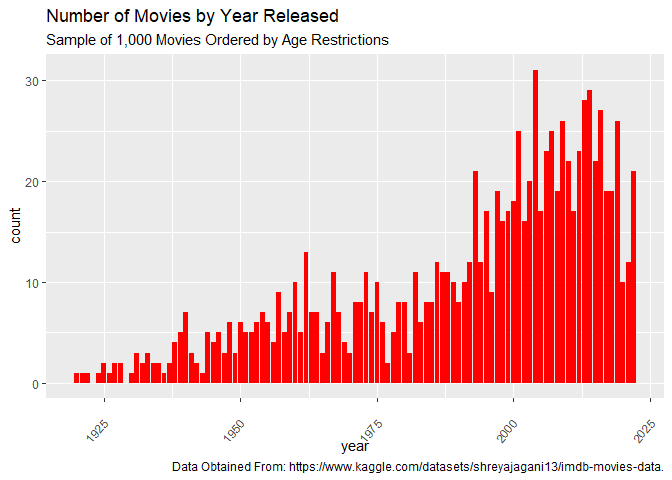 Number of Movies by Year Released
Sample of 1,000 Movies Ordered by Age Restrictions
30
20
10
0
count
1925
1950
1975
2000
2025
year
Data Obtained From: https://www.kaggle.com/datasets/shreyajagani13/imdb-movies-data.